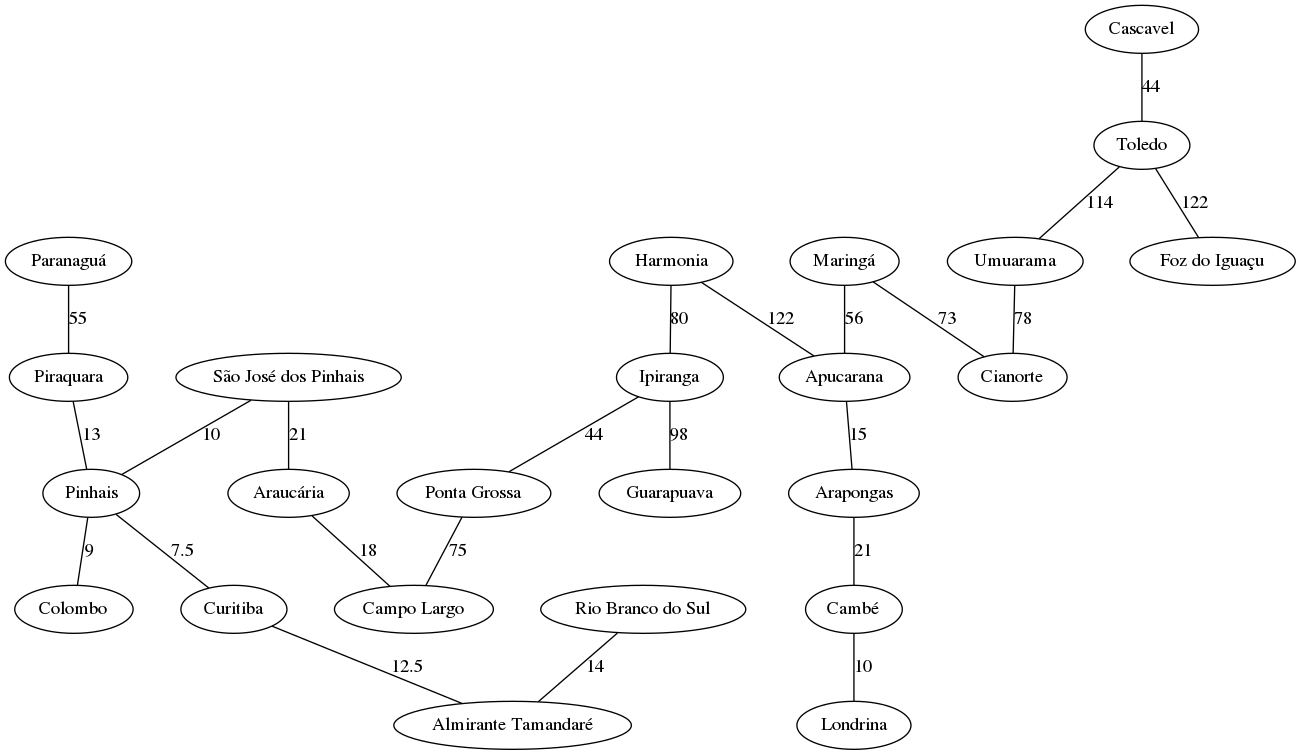 Cascavel
44
Toledo
114
122
Paranaguá
Harmonia
Maringá
Umuarama
Foz do Iguaçu
55
80
122
56
73
78
Piraquara
São José dos Pinhais
Ipiranga
Apucarana
Cianorte
13
10
21
44
98
15
Pinhais
Araucária
Ponta Grossa
Guarapuava
Arapongas
9
7.5
18
75
21
Colombo
Curitiba
Campo Largo
Rio Branco do Sul
Cambé
12.5
14
10
Almirante Tamandaré
Londrina